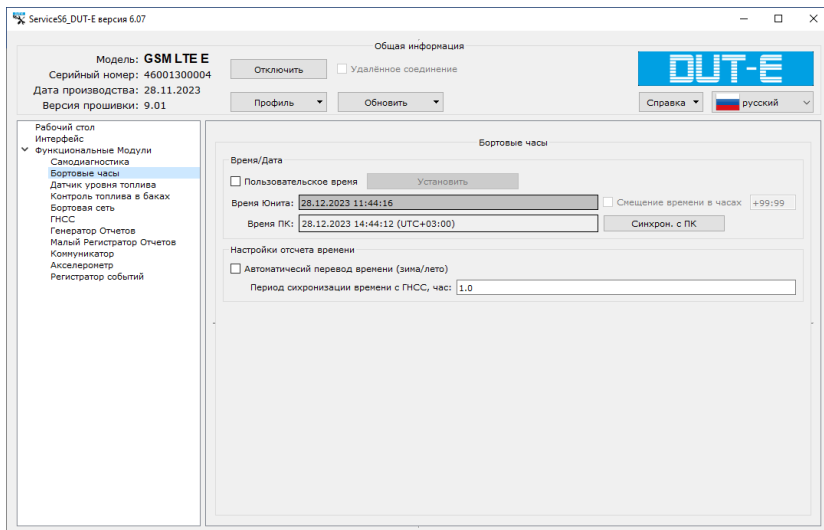 ServiceS6_DUT-E версия 6.07
Общая информация
Модель: GSM LTE E
Серийный номер: 46001300004
Дата производства: 28.11.2023
Версия прошивки: 9.01
Отключить
Удалённое соединение
Профиль
Обновить
DUT-E
Справка
русский
Рабочий стол
Интерфейс
Функциональные Модули
Самодиагностика
Бортовые часы
Датчик уровня топлива
Контроль топлива в баках
Бортовая сеть
ГНСС
Генератор Отчетов
Малый Регистратор Отчетов
Коммуникатор
Акселерометр
Регистратор событий
Бортовые часы
Время/Дата
Пользовательское время
Установить
Время Юнита: 28.12.2023 11:44:16
Смещение времени в часах +99:99
Время ПК: 28.12.2023 14:44:12 (UTC+03:00)
Синхрон. с ПК
Настройки отсчета времени
Автоматичесий перевод времени (зима/лето)
Период сихронизации времени с ГНСС, час: 1.0